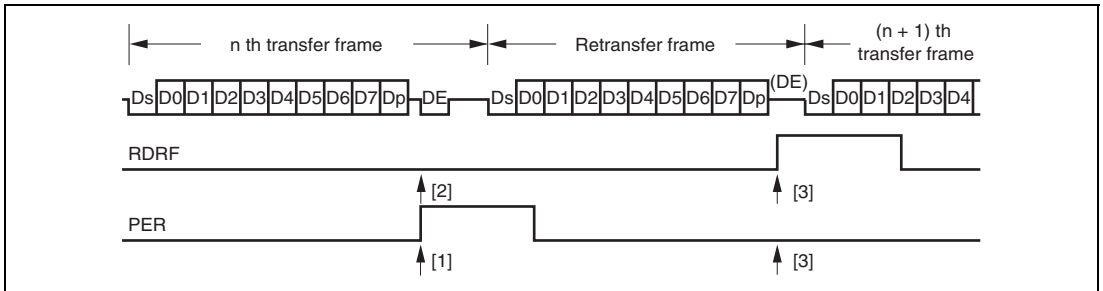 n th transfer frame
Retransfer frame
(n + 1) th
transfer frame
Ds D0 D1 D2 D3 D4 D5 D6 D7 Dp DE Ds D0 D1 D2 D3 D4 D5 D6 D7 Dp (DE) Ds D0 D1 D2 D3 D4
RDRF
[2] [3]
PER
[1] [3]